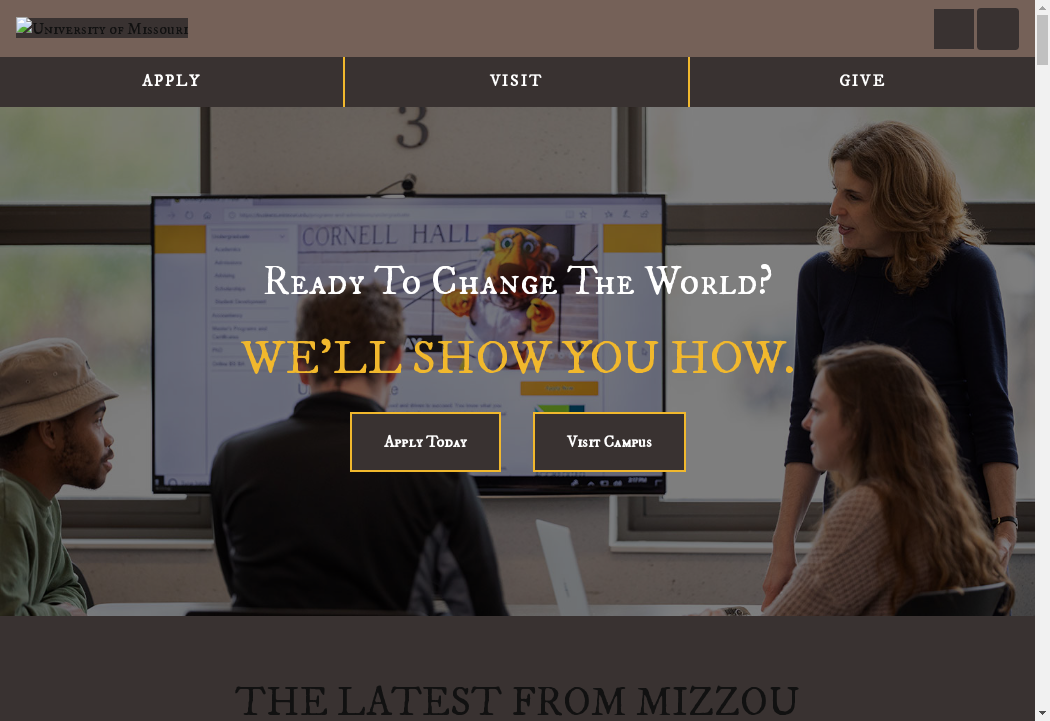 University of Missouri
APPLY
VISIT
GIVE
3
CORNELL HALL
Ready To Change The World?
WE'LL SHOW YOU HOW.
Apply Today
Visit Campus
THE LATEST FROM MIZZOU